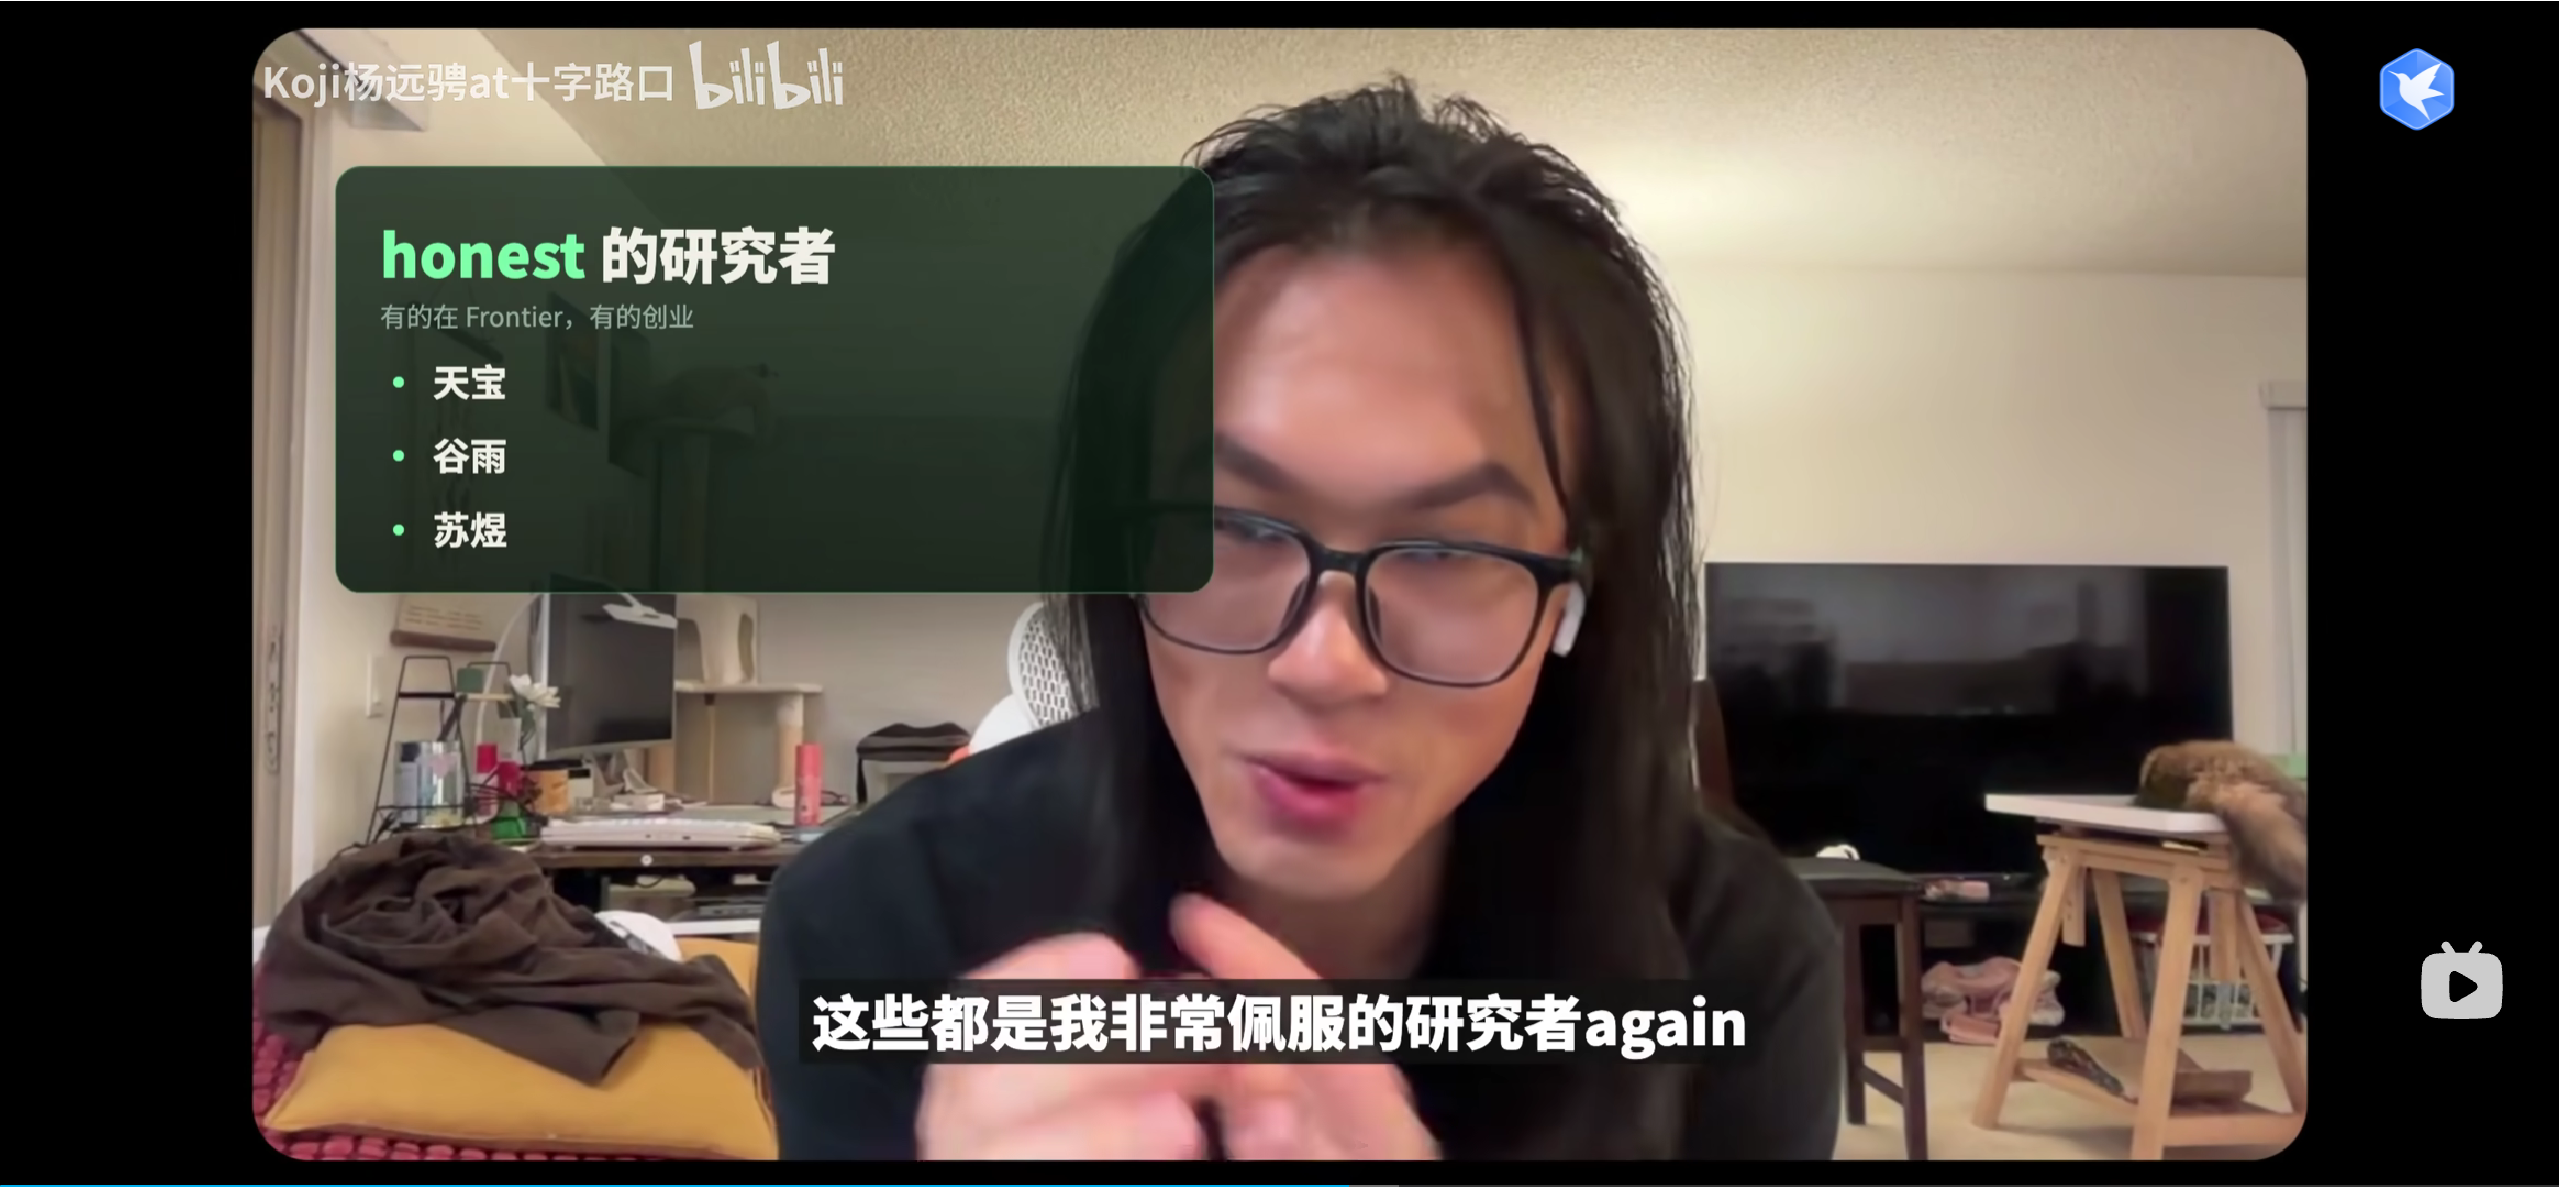 Koji杨远骋at十字路口 bilibili
honest 的研究者
有的在 Frontier，有的创业
• 天宝
• 谷雨
• 苏煜
这些都是我非常佩服的研究者again